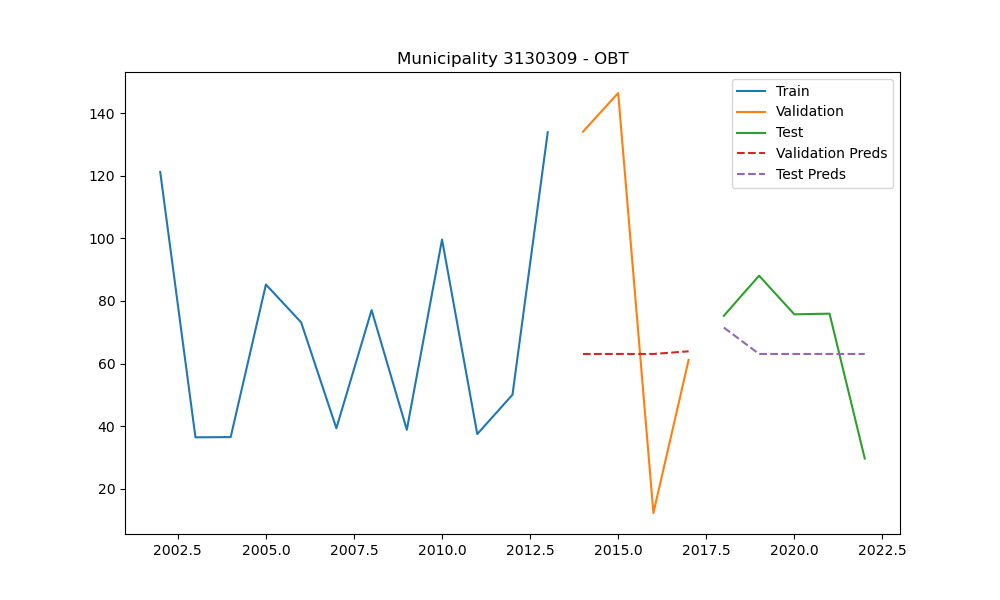 Municipality 3130309 - OBT
Train
Validation
Test
Validation Preds
Test Preds
140
120
100
80
60
40
20
2002.5 2005.0 2007.5 2010.0 2012.5 2015.0 2017.5 2020.0 2022.5